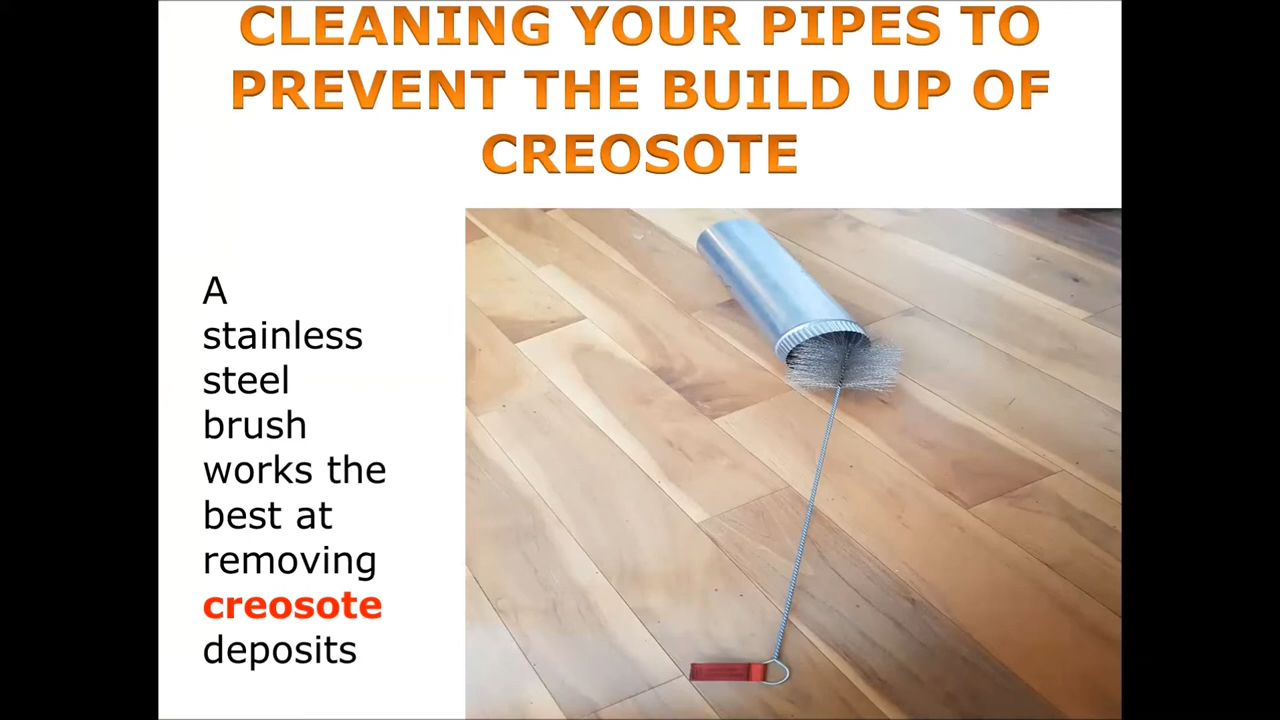 CLEANING YOUR PIPES TO
PREVENT THE BUILD UP OF
CREOSOTE
A
stainless
steel
brush
works the
best at
removing
creosote
deposits